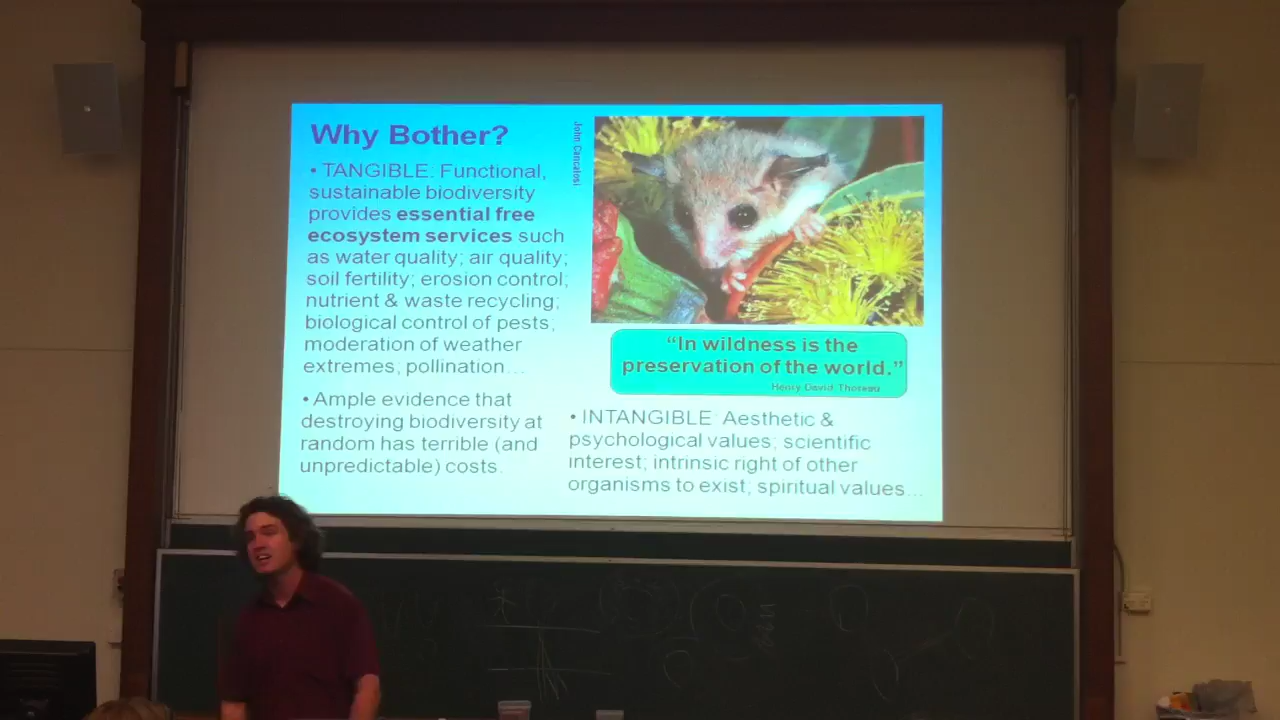 Why Bother?
• TANGIBLE: Functional,
sustainable biodiversity
provides essential free
ecosystem services such
as water quality; air quality;
soil fertility; erosion control;
nutrient & waste recycling;
biological control of pests;
moderation of weather
extremes; pollination...
• Ample evidence that
destroying biodiversity at
random has terrible (and
unpredictable) costs.
John Cancalosi
“In wildness is the
preservation of the world.”
Henry David Thoreau
• INTANGIBLE: Aesthetic &
psychological values; scientific
interest; intrinsic right of other
organisms to exist; spiritual values...